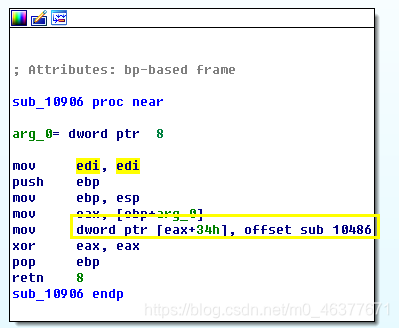 ; Attributes: bp-based frame
sub_10906 proc near
arg_0= dword ptr  8
mov     edi, edi
push    ebp
mov     ebp, esp
mov     eax, [ebp+arg_0]
mov     dword ptr [eax+34h], offset sub_10486
xor     eax, eax
pop     ebp
retn    8
sub_10906 endp
https://blog.csdn.net/m0_46377671